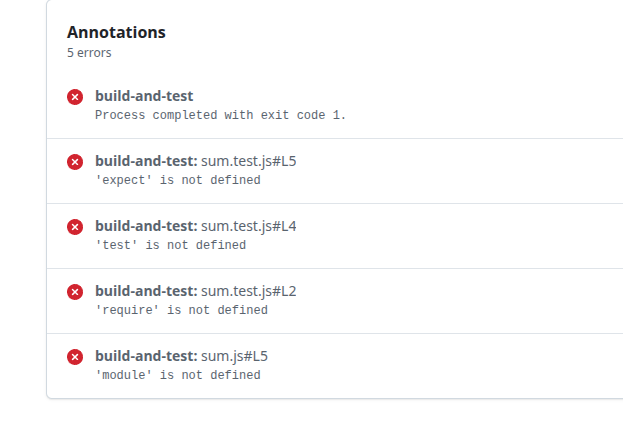 Annotations
5 errors
build-and-test
Process completed with exit code 1.
build-and-test: sum.test.js#L5
'expect' is not defined
build-and-test: sum.test.js#L4
'test' is not defined
build-and-test: sum.test.js#L2
'require' is not defined
build-and-test: sum.js#L5
'module' is not defined